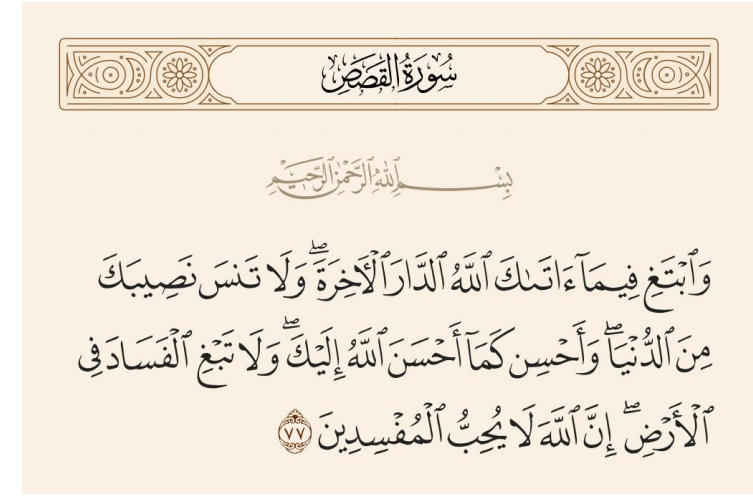 سُورَةُ القَصَصِ
بِسْمِ ٱللَّهِ ٱلرَّحْمَٰنِ ٱلرَّحِيمِ
وَٱبْتَغِ فِيمَآ ءَاتَىٰكَ ٱللَّهُ ٱلدَّارَ ٱلْأَخِرَةَ ۖ وَلَا تَنسَ نَصِيبَكَ
مِنَ ٱلدُّنْيَا ۖ وَأَحْسِن كَمَآ أَحْسَنَ ٱللَّهُ إِلَيْكَ ۖ وَلَا تَبْغِ ٱلْفَسَادَ فِى
ٱلْأَرْضِ ۖ إِنَّ ٱللَّهَ لَا يُحِبُّ ٱلْمُفْسِدِينَ ٧٧